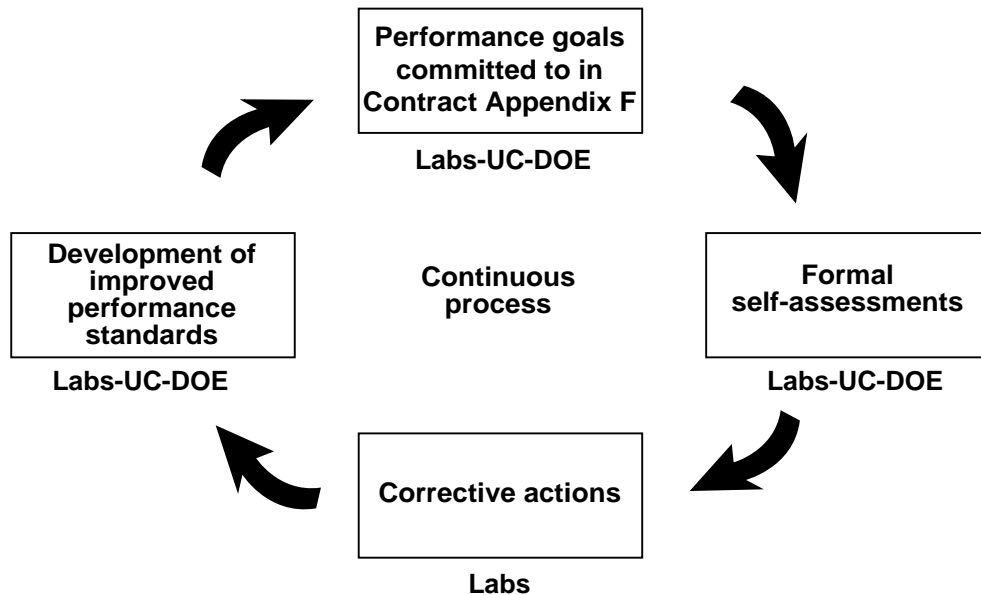 Performance goals
committed to in
Contract Appendix F
Labs-UC-DOE
Development of
improved
performance
standards
Labs-UC-DOE
Continuous
process
Formal
self-assessments
Labs-UC-DOE
Corrective actions
Labs